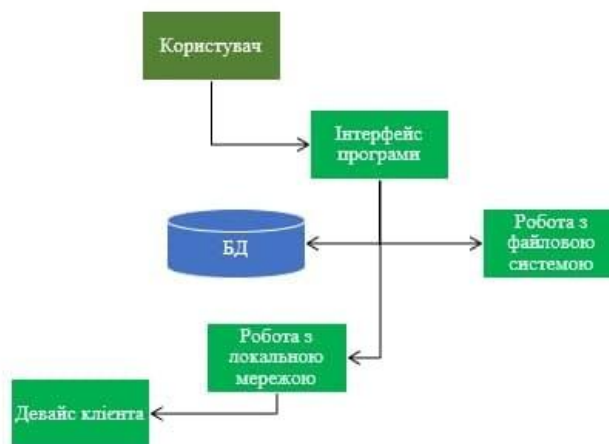 Користувач
Інтерфейс
програми
БД
Робота з
файловою
системою
Робота з
локальною
мережою
Девайс клієнта